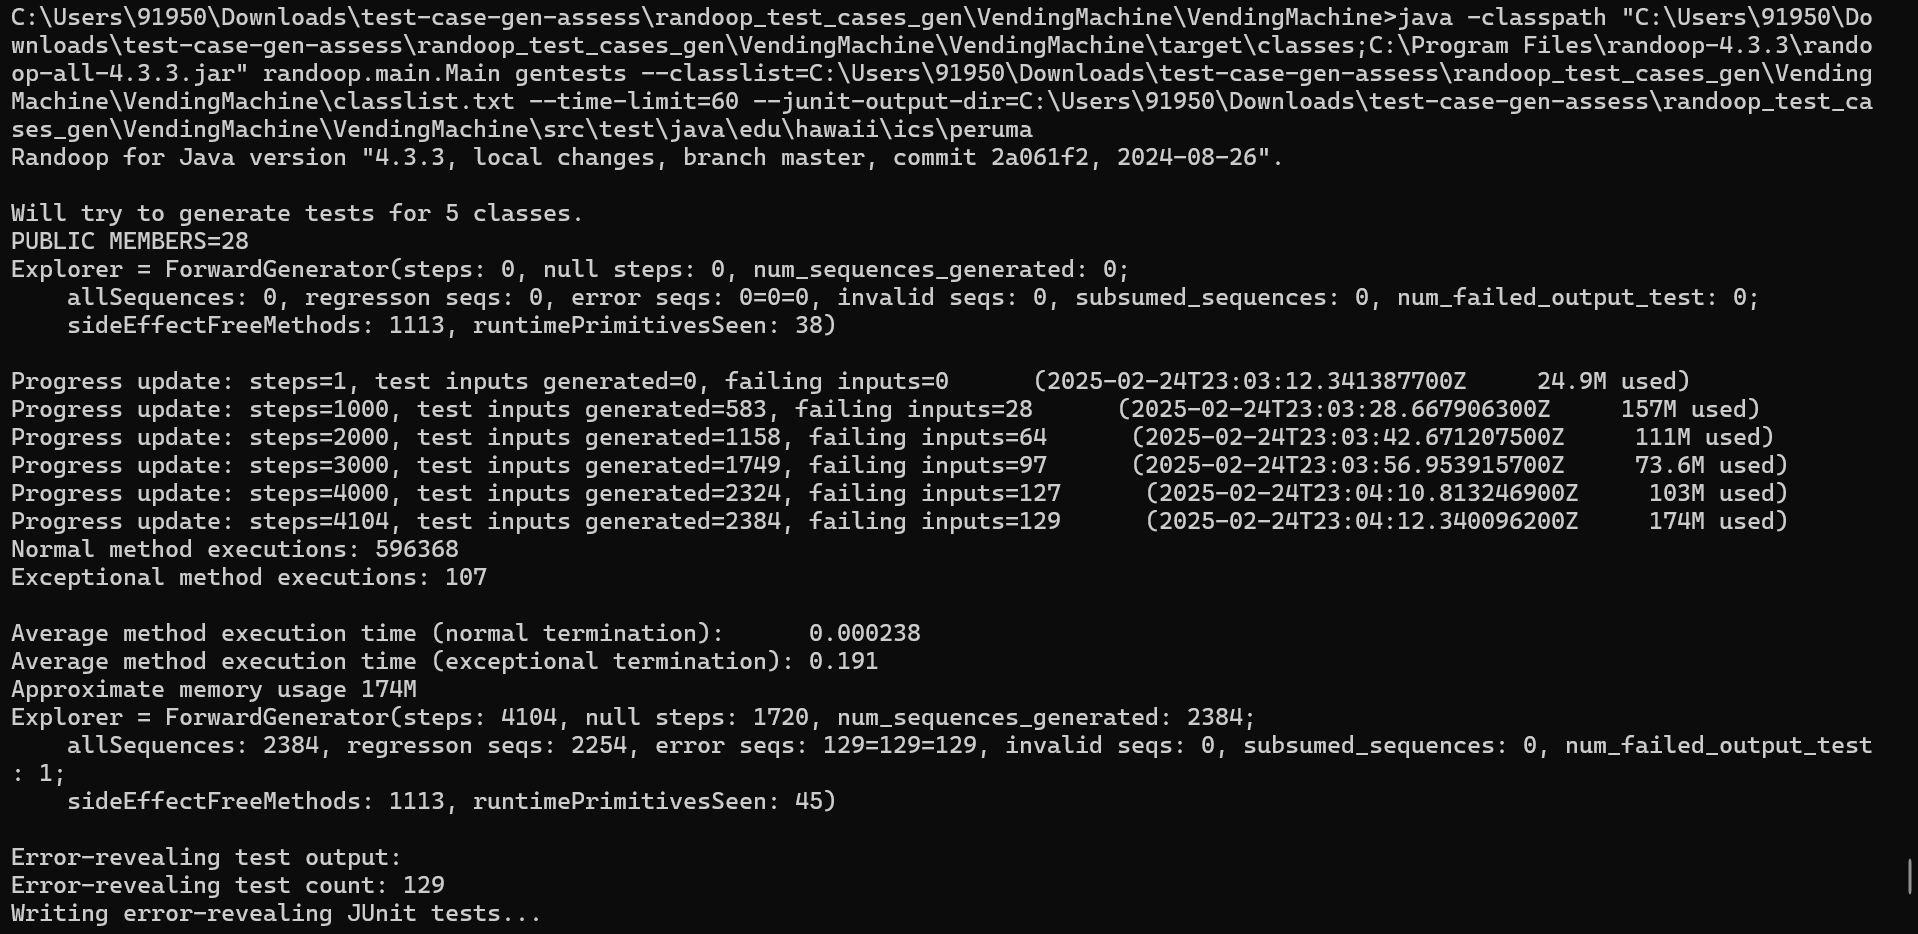 C:\Users\91950\Downloads\test-case-gen-assess\randoop_test_cases_gen\VendingMachine\VendingMachine>java -classpath "C:\Users\91950\Do
wnloads\test-case-gen-assess\randoop_test_cases_gen\VendingMachine\VendingMachine\target\classes;C:\Program Files\randoop-4.3.3\rando
op-all-4.3.3.jar" randoop.main.Main gentests --classlist=C:\Users\91950\Downloads\test-case-gen-assess\randoop_test_cases_gen\Vending
Machine\VendingMachine\classlist.txt --time-limit=60 --junit-output-dir=C:\Users\91950\Downloads\test-case-gen-assess\randoop_test_ca
ses_gen\VendingMachine\VendingMachine\src\test\java\edu\hawaii\ics\peruma
Randoop for Java version "4.3.3, local changes, branch master, commit 2a061f2, 2024-08-26".

Will try to generate tests for 5 classes.
PUBLIC MEMBERS=28
Explorer = ForwardGenerator(steps: 0, null steps: 0, num_sequences_generated: 0;
    allSequences: 0, regresson seqs: 0, error seqs: 0=0=0, invalid seqs: 0, subsumed_sequences: 0, num_failed_output_test: 0;
    sideEffectFreeMethods: 1113, runtimePrimitivesSeen: 38)

Progress update: steps=1, test inputs generated=0, failing inputs=0      (2025-02-24T23:03:12.341387700Z     24.9M used)
Progress update: steps=1000, test inputs generated=583, failing inputs=28      (2025-02-24T23:03:28.667906300Z     157M used)
Progress update: steps=2000, test inputs generated=1158, failing inputs=64      (2025-02-24T23:03:42.671207500Z     111M used)
Progress update: steps=3000, test inputs generated=1749, failing inputs=97      (2025-02-24T23:03:56.953915700Z     73.6M used)
Progress update: steps=4000, test inputs generated=2324, failing inputs=127      (2025-02-24T23:04:10.813246900Z     103M used)
Progress update: steps=4104, test inputs generated=2384, failing inputs=129      (2025-02-24T23:04:12.340096200Z     174M used)
Normal method executions: 596368
Exceptional method executions: 107

Average method execution time (normal termination):      0.000238
Average method execution time (exceptional termination): 0.191
Approximate memory usage 174M
Explorer = ForwardGenerator(steps: 4104, null steps: 1720, num_sequences_generated: 2384;
    allSequences: 2384, regresson seqs: 2254, error seqs: 129=129=129, invalid seqs: 0, subsumed_sequences: 0, num_failed_output_test
: 1;
    sideEffectFreeMethods: 1113, runtimePrimitivesSeen: 45)

Error-revealing test output:
Error-revealing test count: 129
Writing error-revealing JUnit tests...